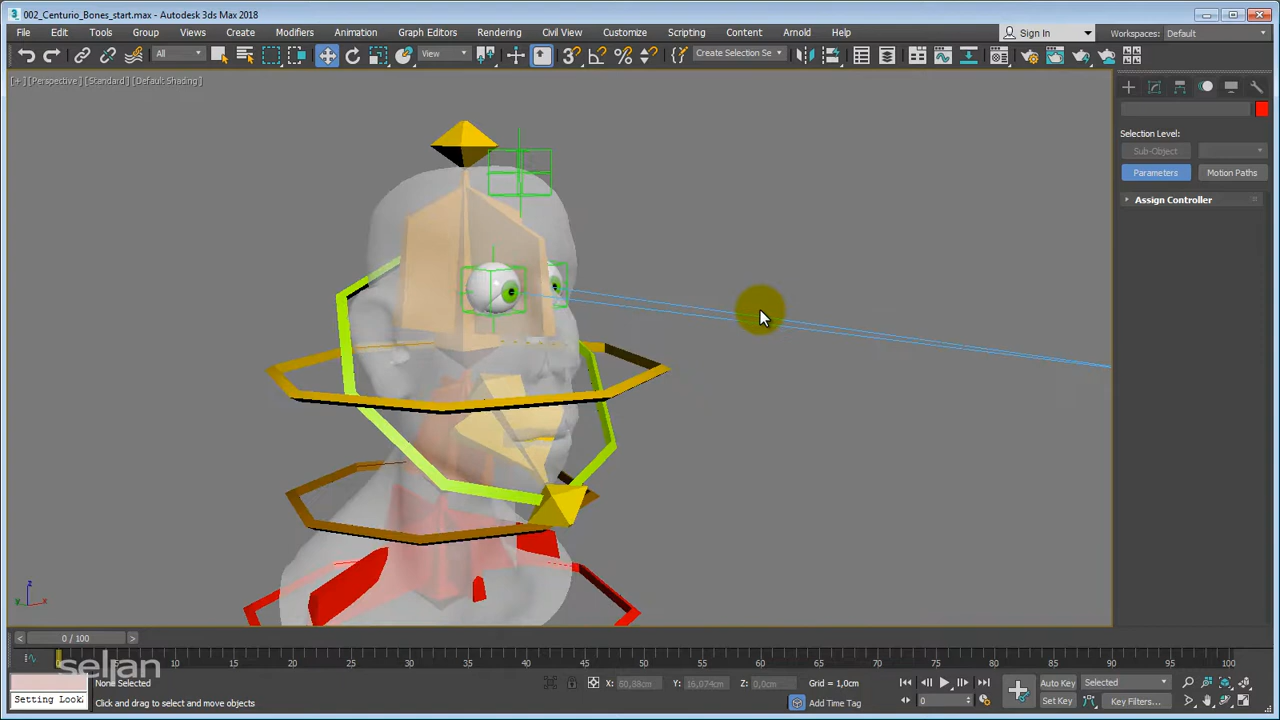 002_Centurio_Bones_start.max - Autodesk 3ds Max 2018
File Edit Tools Group Views Create Modifiers Animation Graph Editors Rendering Civil View Customize Scripting Content Arnold Help Sign In Workspaces: Default
All View Create Selection Se
[+] [Perspective] [Standard] [Default Shading]
Selection Level:
Sub-Object
Parameters Motion Paths
Assign Controller
z
y x
0 / 100
0 5 10 15 20 25 30 35 40 45 50 55 60 65 70 75 80 85 90 95 100
seljan
None Selected X: 60,88cm Y: 16,074cm Z: 0,0cm Grid = 1,0cm Auto Key Selected
Setting Look Click and drag to select and move objects Add Time Tag 0 Set Key Key Filters...